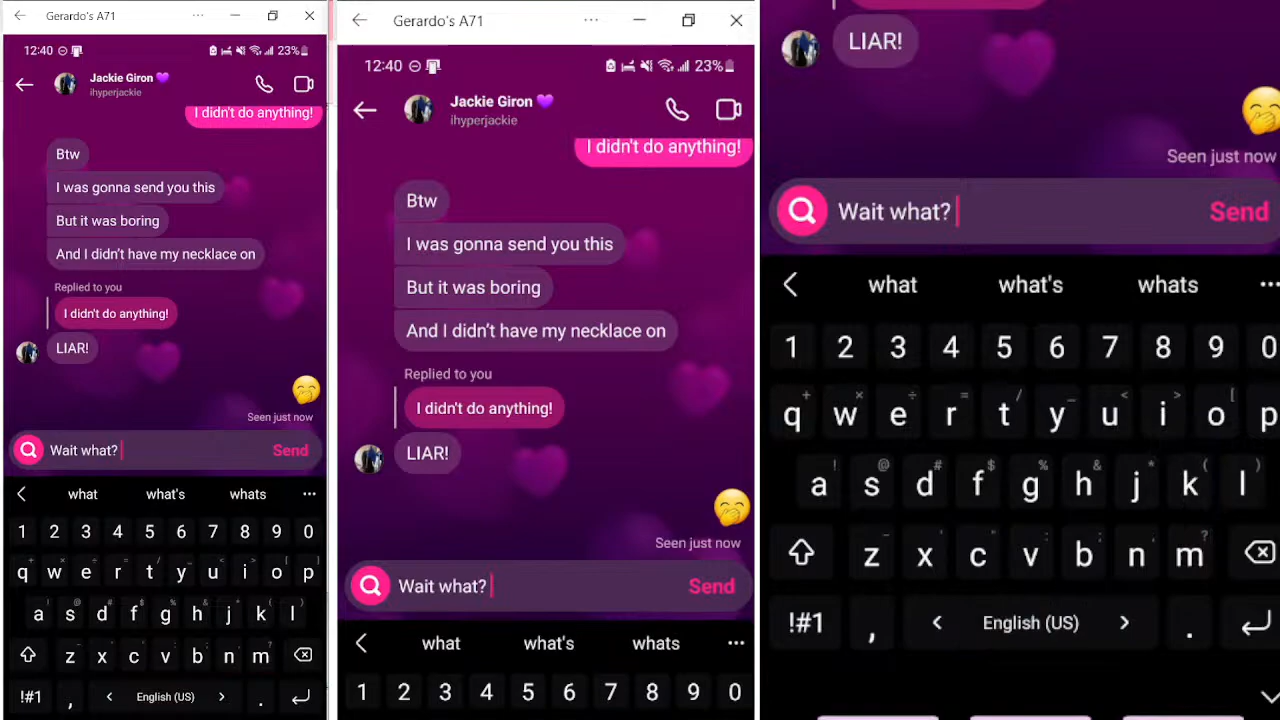 Gerardo's A71
12:40
23%
Jackie Giron 💜
ihyperjackie
I didn't do anything!
Btw
I was gonna send you this
But it was boring
And I didn't have my necklace on
Replied to you
I didn't do anything!
LIAR!
🤭
Seen just now
Wait what?
Send
what what's whats
1 2 3 4 5 6 7 8 9 0
q w e r t y u i o p
a s d f g h j k l
z x c v b n m
!#1 , English (US) .
Gerardo's A71
12:40
23%
Jackie Giron 💜
ihyperjackie
I didn't do anything!
Btw
I was gonna send you this
But it was boring
And I didn't have my necklace on
Replied to you
I didn't do anything!
LIAR!
🤭
Seen just now
Wait what?
Send
what what's whats
1 2 3 4 5 6 7 8 9 0
LIAR!
🤭
Seen just now
Wait what?
Send
what what's whats
1 2 3 4 5 6 7 8 9 0
q w e r t y u i o p
a s d f g h j k l
z x c v b n m
!#1 , English (US) .